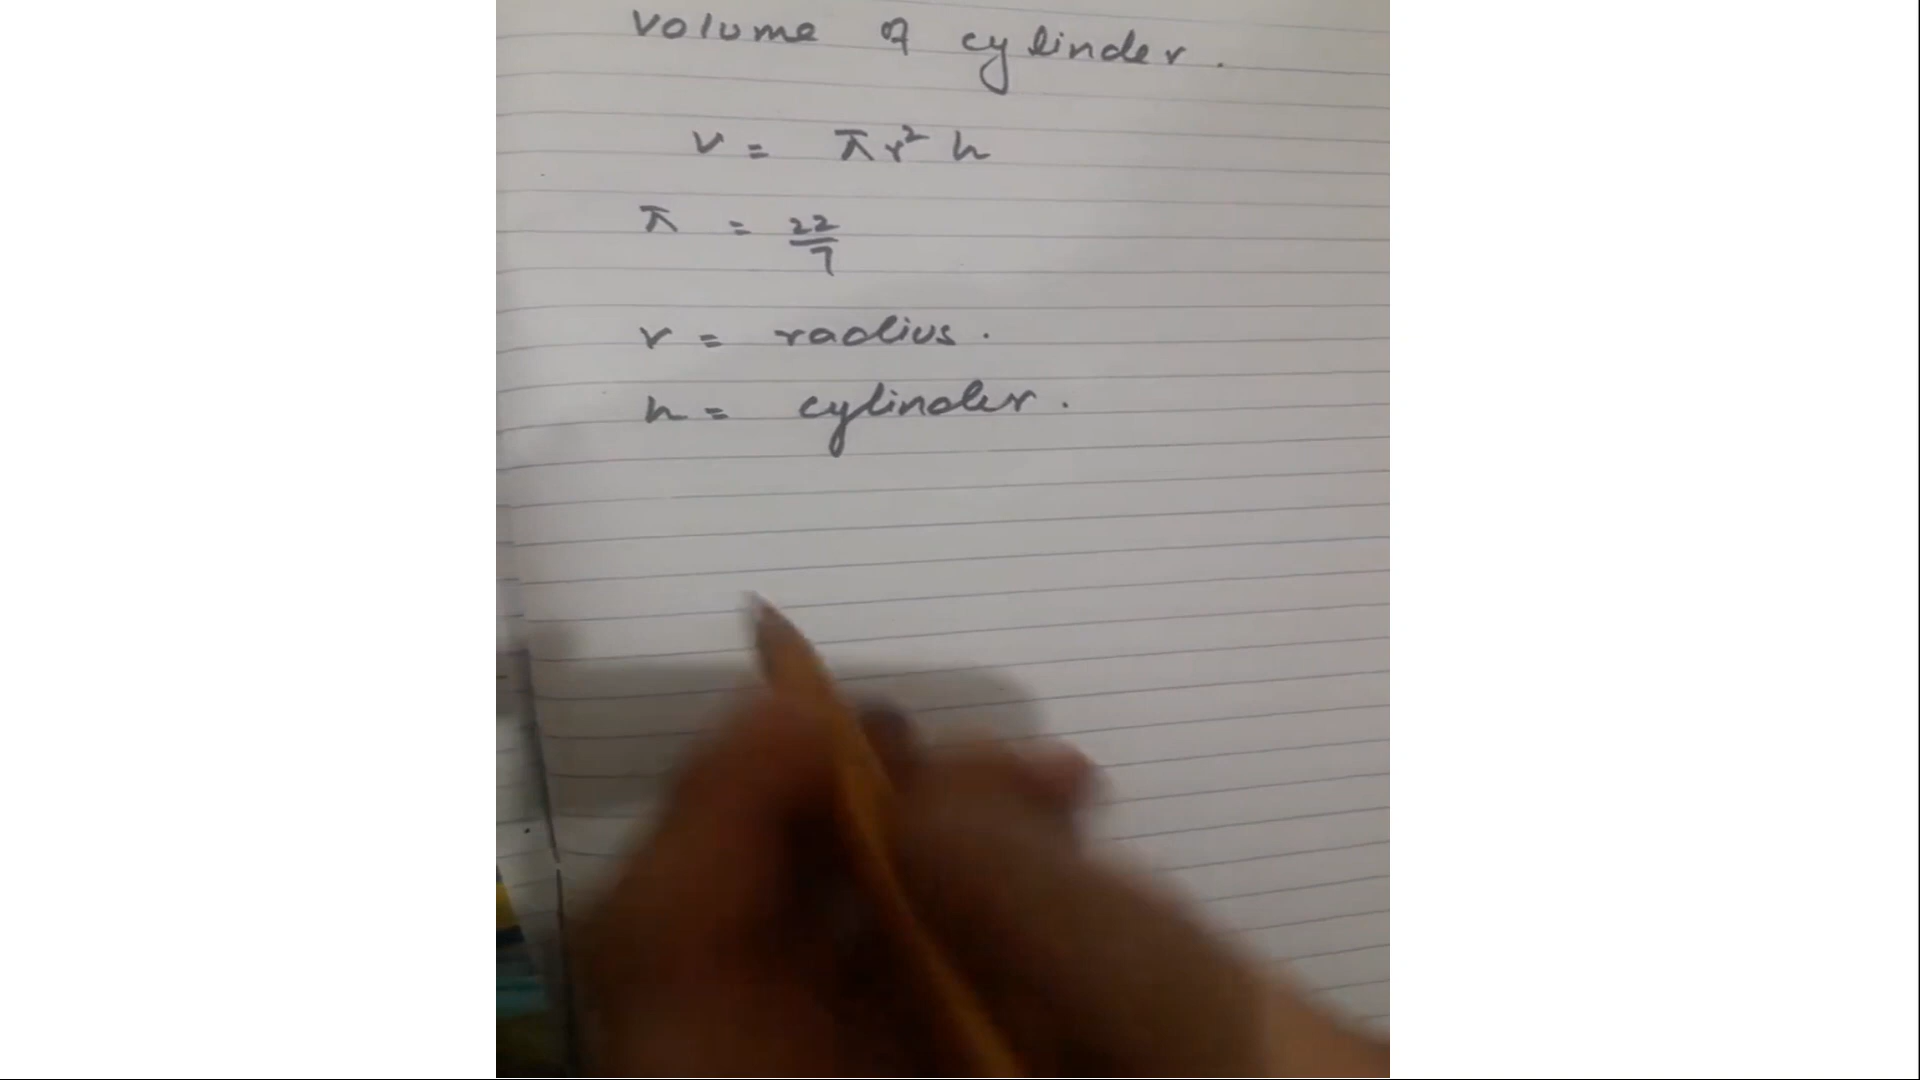 volume of cylinder.
v = πr² h
π = 22/7
r = radius.
h = cylinder.